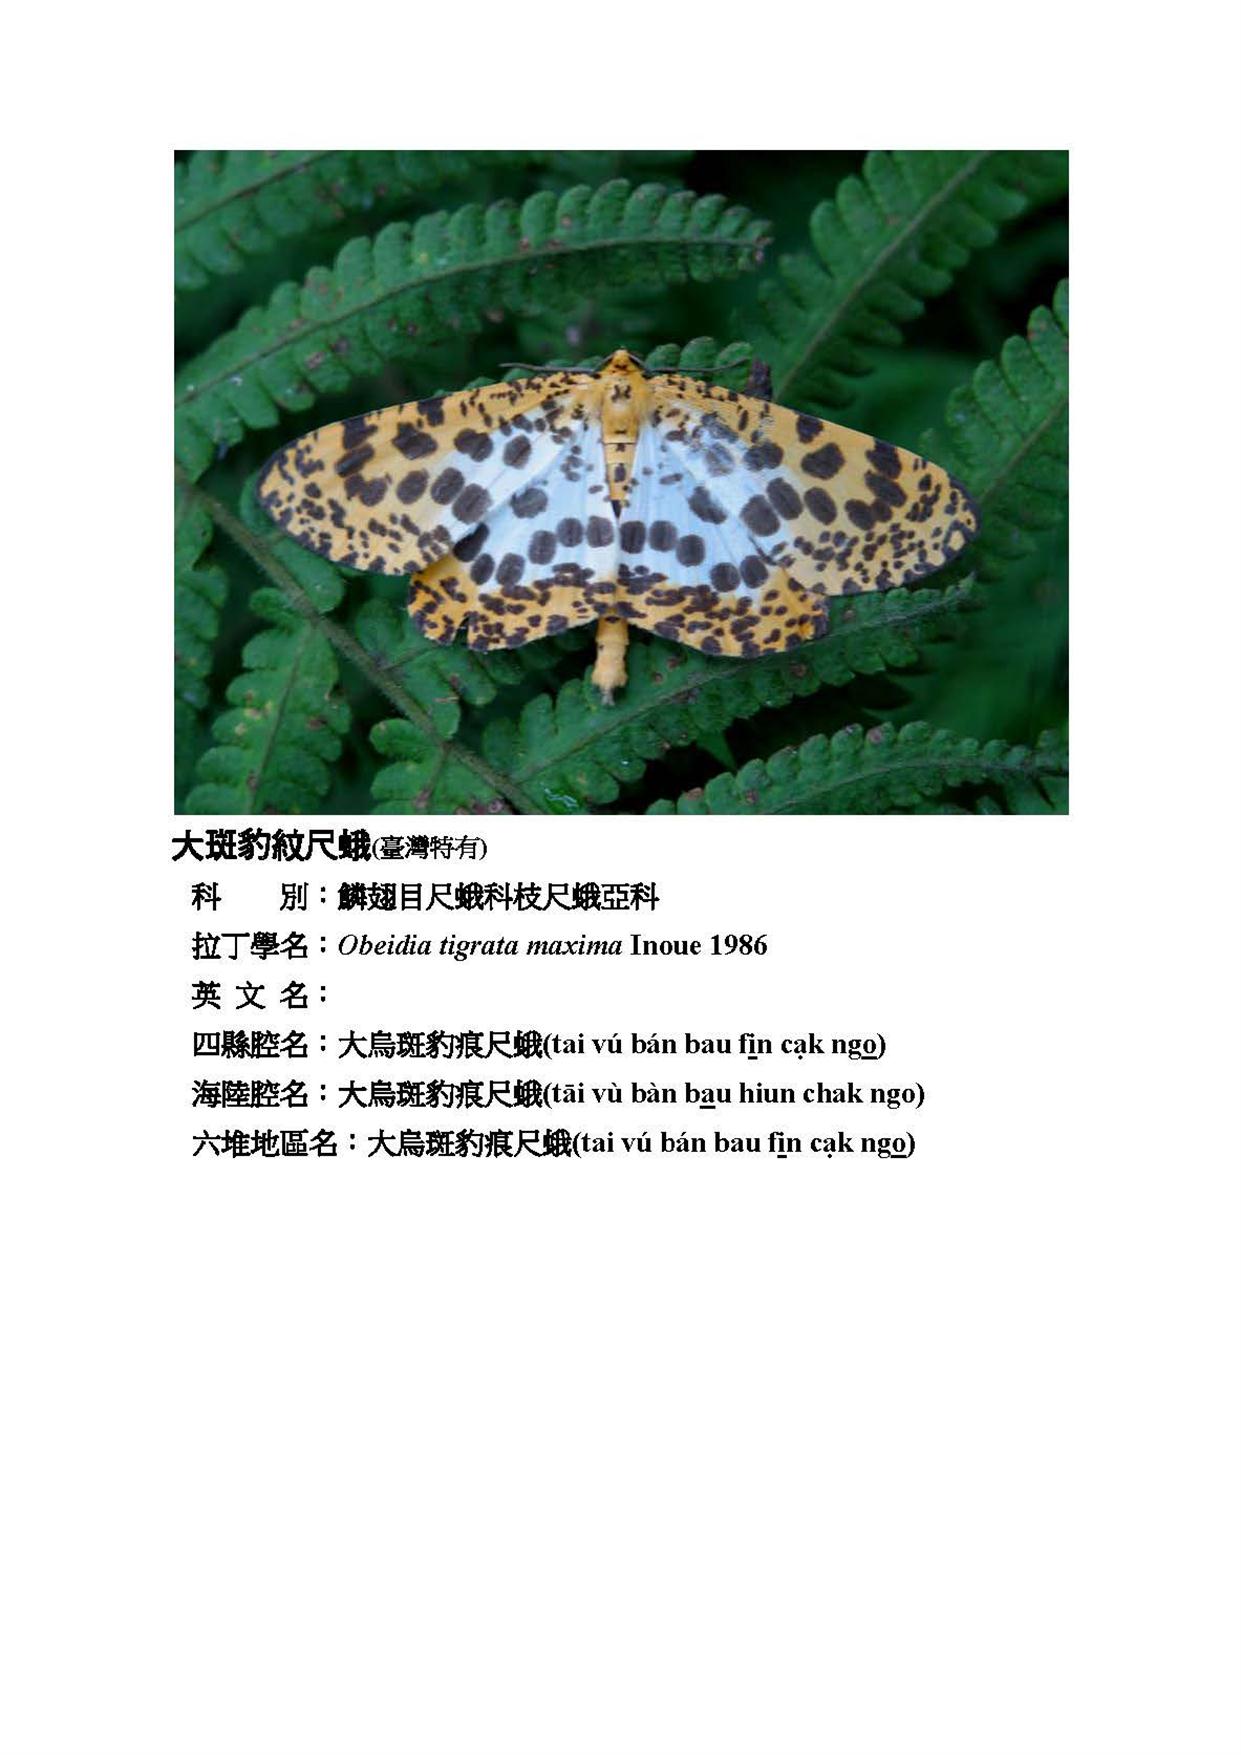 大斑豹紋尺蛾(臺灣特有)
科　　別：鱗翅目尺蛾科枝尺蛾亞科
拉丁學名：Obeidia tigrata maxima Inoue 1986
英 文 名：
四縣腔名：大烏斑豹痕尺蛾(tai vú bán bau fi̲n cạk ngo̲)
海陸腔名：大烏斑豹痕尺蛾(tāi vù bàn ba̲u hiun chak ngo)
六堆地區名：大烏斑豹痕尺蛾(tai vú bán bau fi̲n cạk ngo̲)